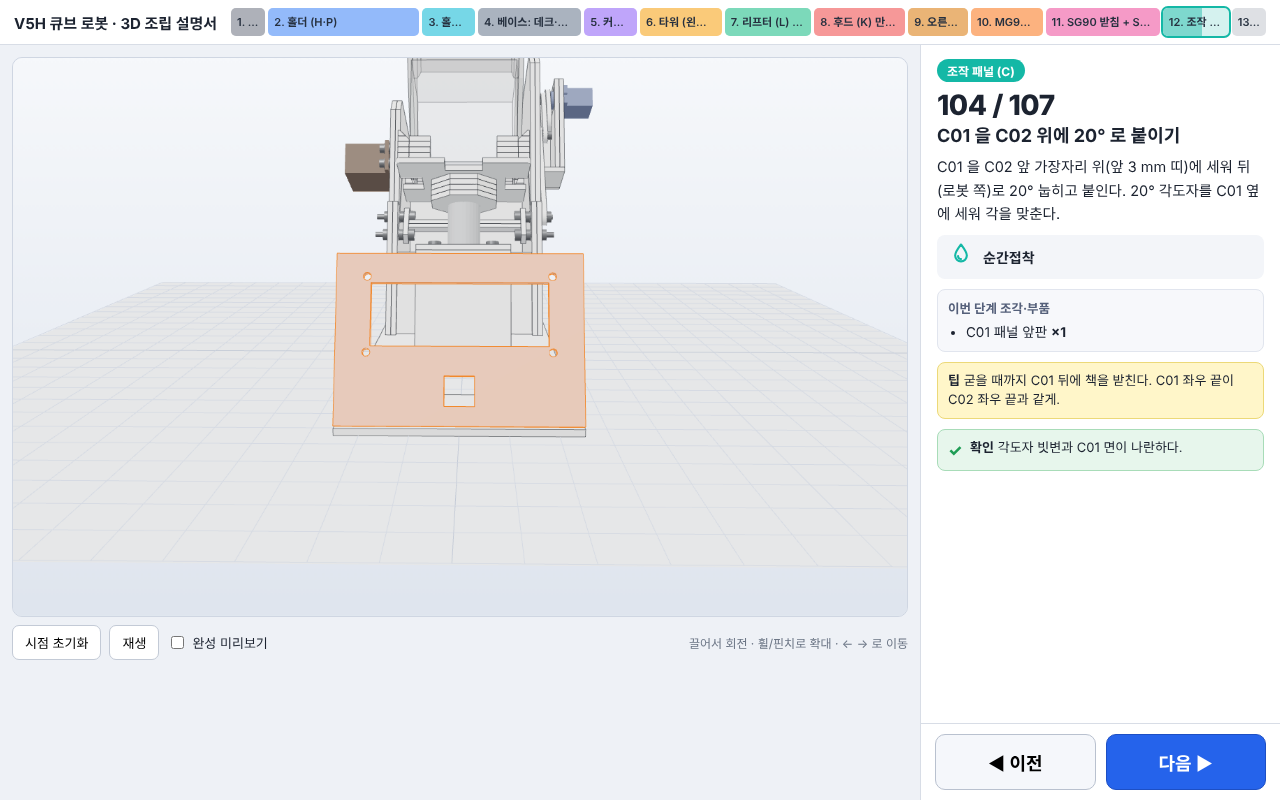 V5H 큐브 로봇 · 3D 조립 설명서
1. ...
2. 홀더 (H·P)
3. 홀...
4. 베이스: 데크·...
5. 커...
6. 타워 (왼...
7. 리프터 (L) ...
8. 후드 (K) 만...
9. 오른...
10. MG9...
11. SG90 받침 + S...
12. 조작 ...
13...
조작 패널 (C)
104 / 107
C01 을 C02 위에 20° 로 붙이기
C01 을 C02 앞 가장자리 위(앞 3 mm 띠)에 세워 뒤
(로봇 쪽)로 20° 눕히고 붙인다. 20° 각도자를 C01 옆
에 세워 각을 맞춘다.
순간접착
이번 단계 조각·부품
• C01 패널 앞판 ×1
팁 굳을 때까지 C01 뒤에 책을 받친다. C01 좌우 끝이
C02 좌우 끝과 같게.
확인 각도자 빗변과 C01 면이 나란하다.
시점 초기화
재생
완성 미리보기
끌어서 회전 · 휠/핀치로 확대 · ← → 로 이동
◀ 이전
다음 ▶